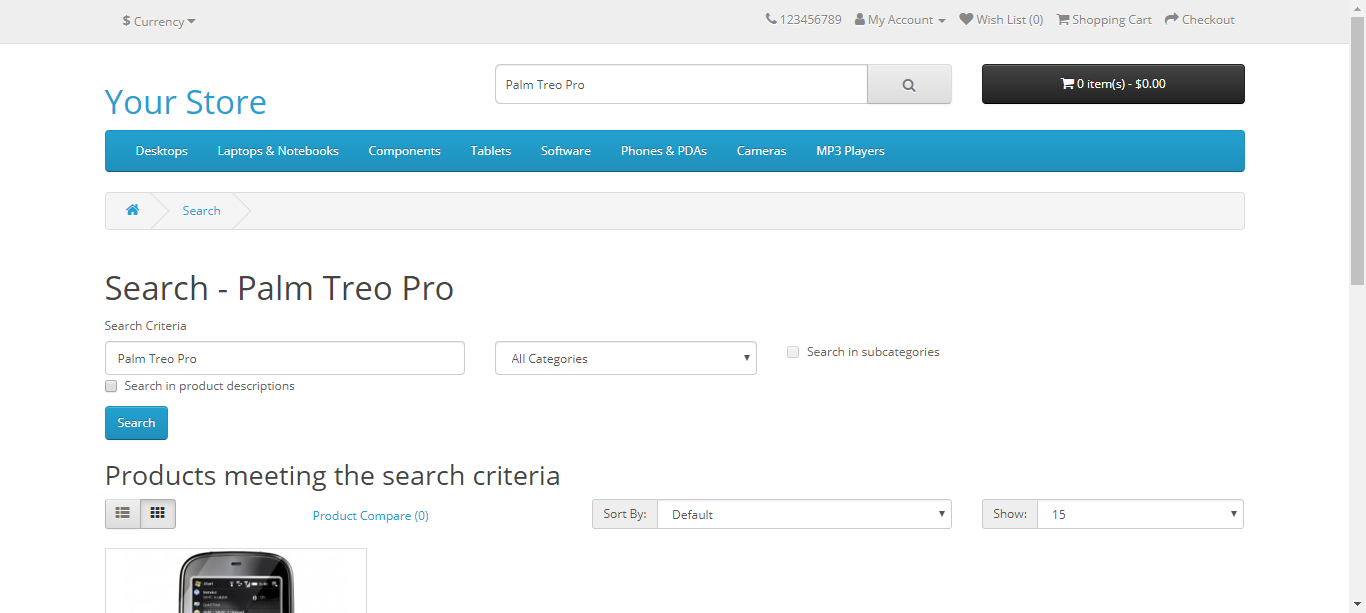 $ Currency
123456789 My Account Wish List (0) Shopping Cart Checkout
Your Store
Palm Treo Pro
0 item(s) - $0.00
Desktops Laptops & Notebooks Components Tablets Software Phones & PDAs Cameras MP3 Players
Search
Search - Palm Treo Pro
Search Criteria
Palm Treo Pro
All Categories
Search in subcategories
Search in product descriptions
Search
Products meeting the search criteria
Product Compare (0)
Sort By: Default
Show: 15
Start